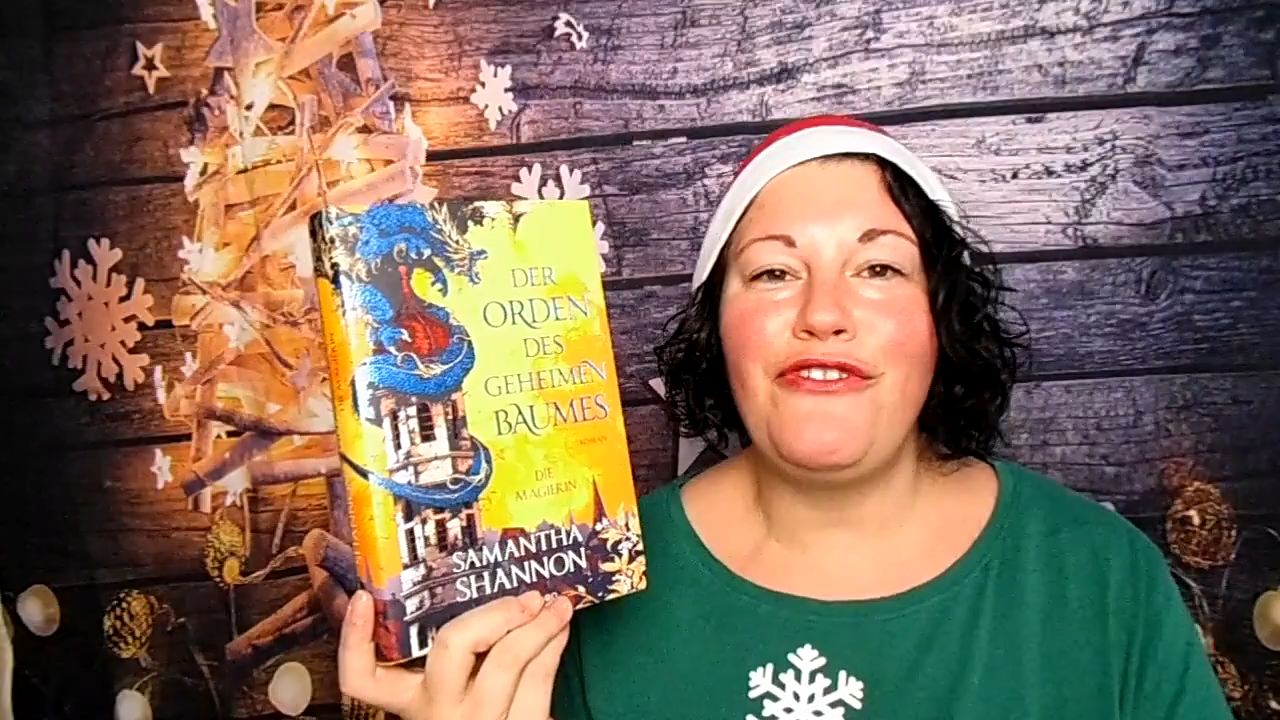 DER
ORDEN
DES
GEHEIMEN
BAUMES
ROMAN
DIE
MAGIERIN
SAMANTHA
SHANNON